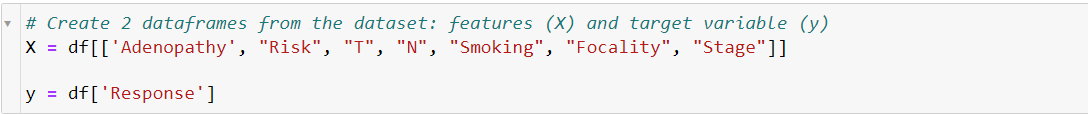 # Create 2 dataframes from the dataset: features (X) and target variable (y)
X = df[['Adenopathy', "Risk", "T", "N", "Smoking", "Focality", "Stage"]]
y = df['Response']